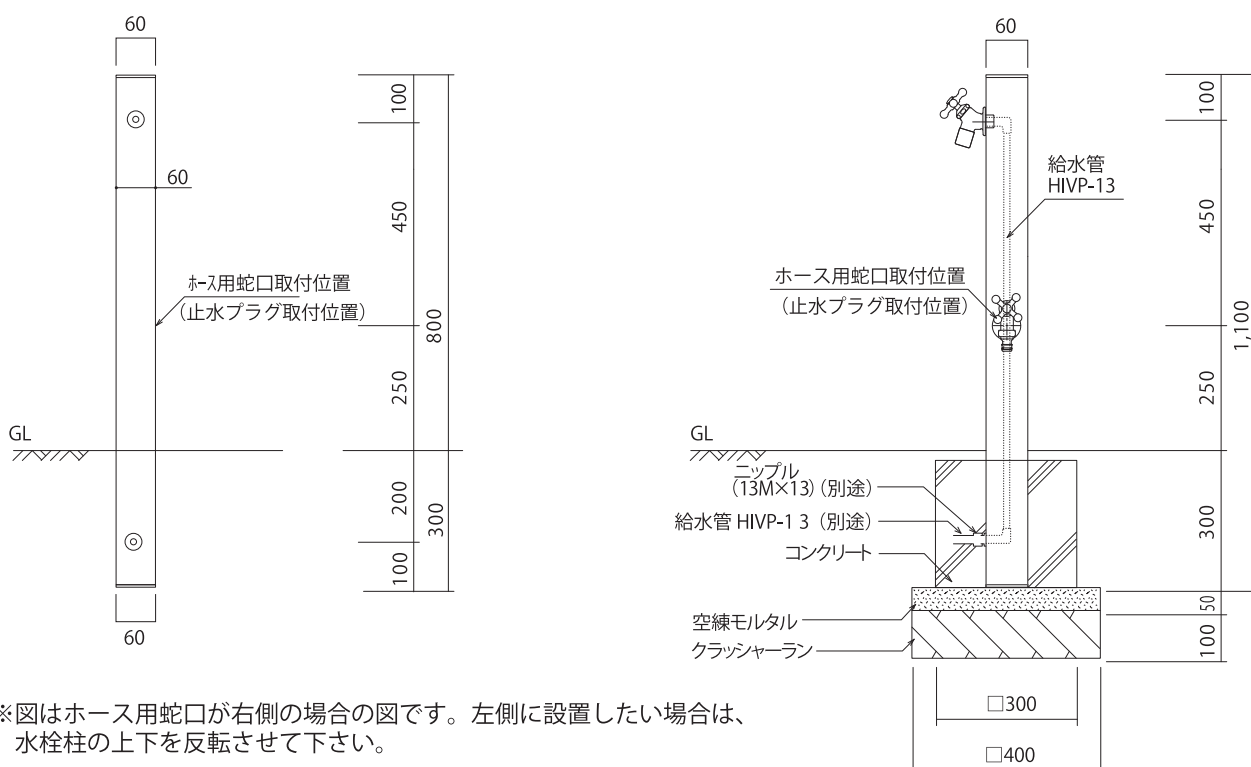 60
100
60
450
ホース用蛇口取付位置
(止水プラグ取付位置)
800
250
GL
200
300
100
60
60
100
給水管
HIVP-13
450
ホース用蛇口取付位置
(止水プラグ取付位置)
1,100
250
GL
ニップル
(13M×13) (別途)
給水管 HIVP-1 3 (別途)
300
コンクリート
空練モルタル
50
クラッシャーラン
100
□300
□400
※図はホース用蛇口が右側の場合の図です。左側に設置したい場合は、
水栓柱の上下を反転させて下さい。